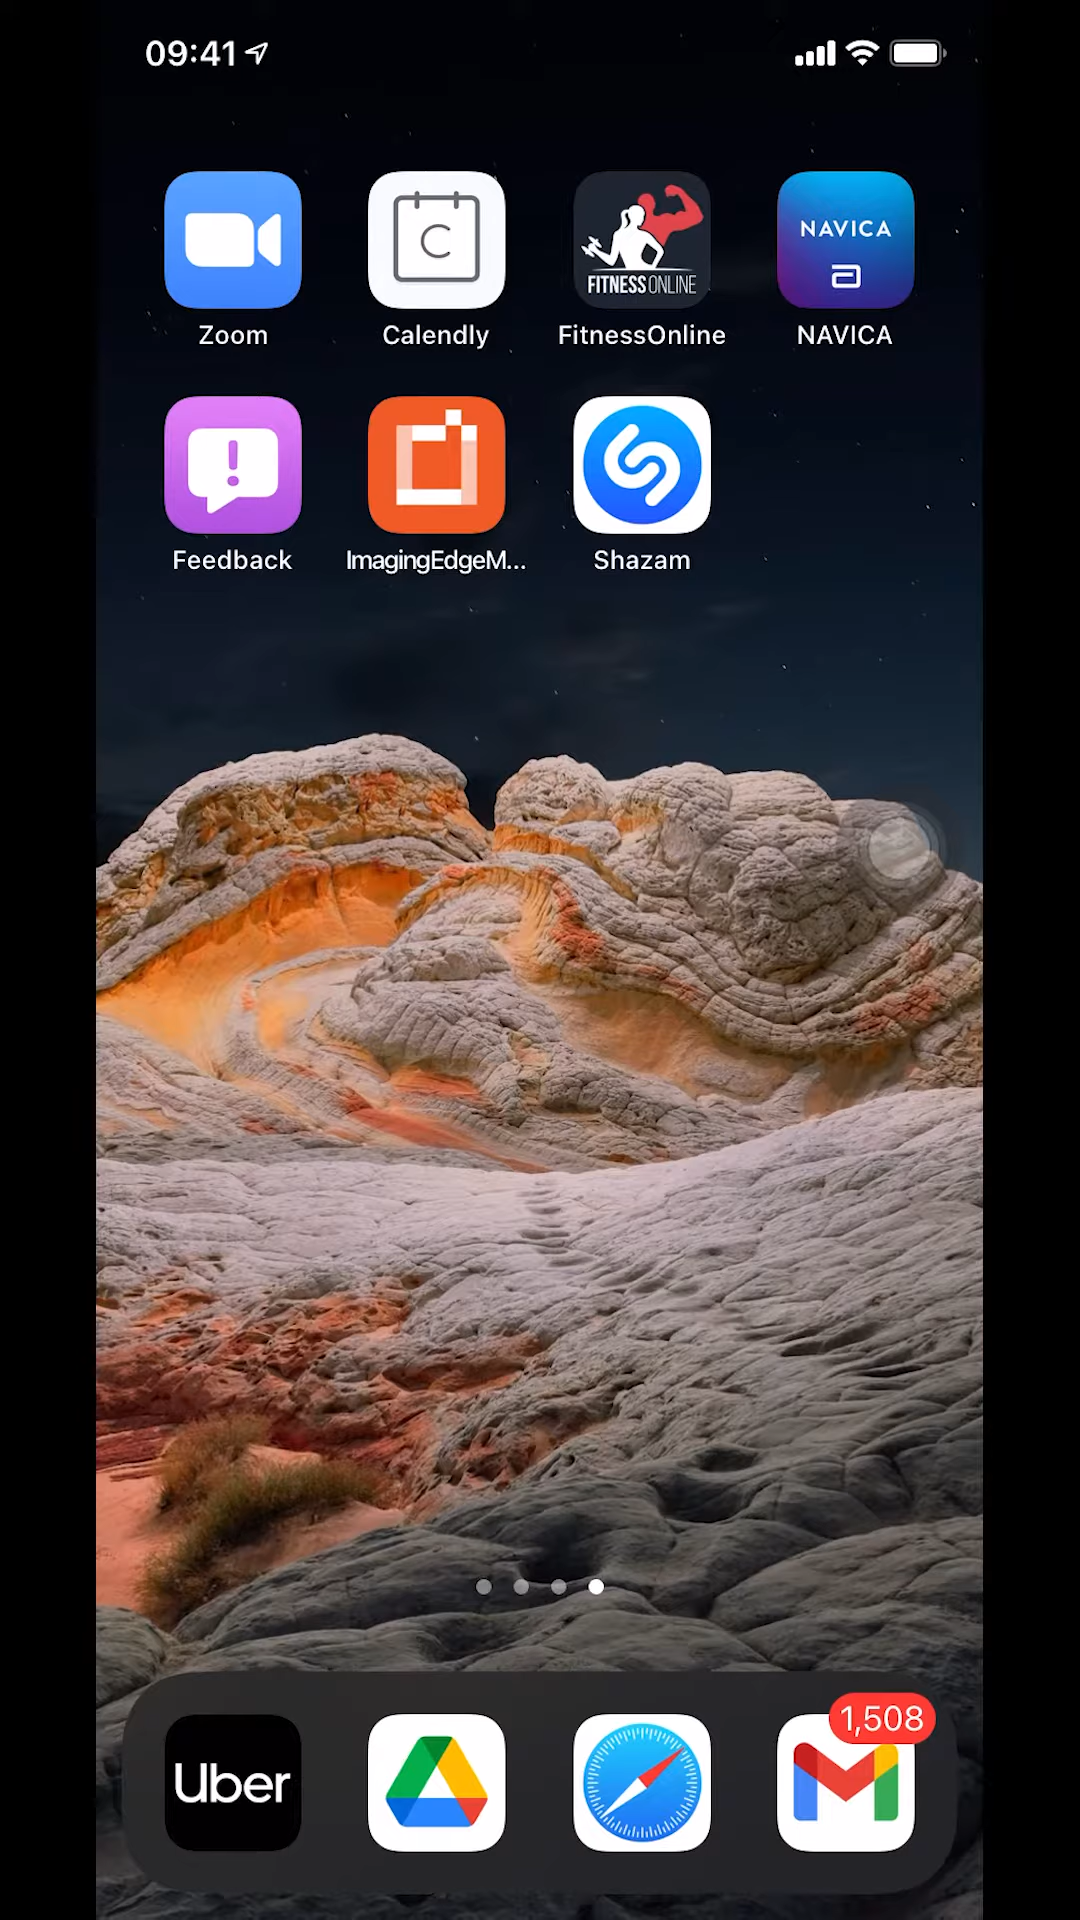 09:41
NAVICA
FITNESS ONLINE
Zoom
Calendly
FitnessOnline
NAVICA
Feedback
ImagingEdgeM...
Shazam
1,508
Uber